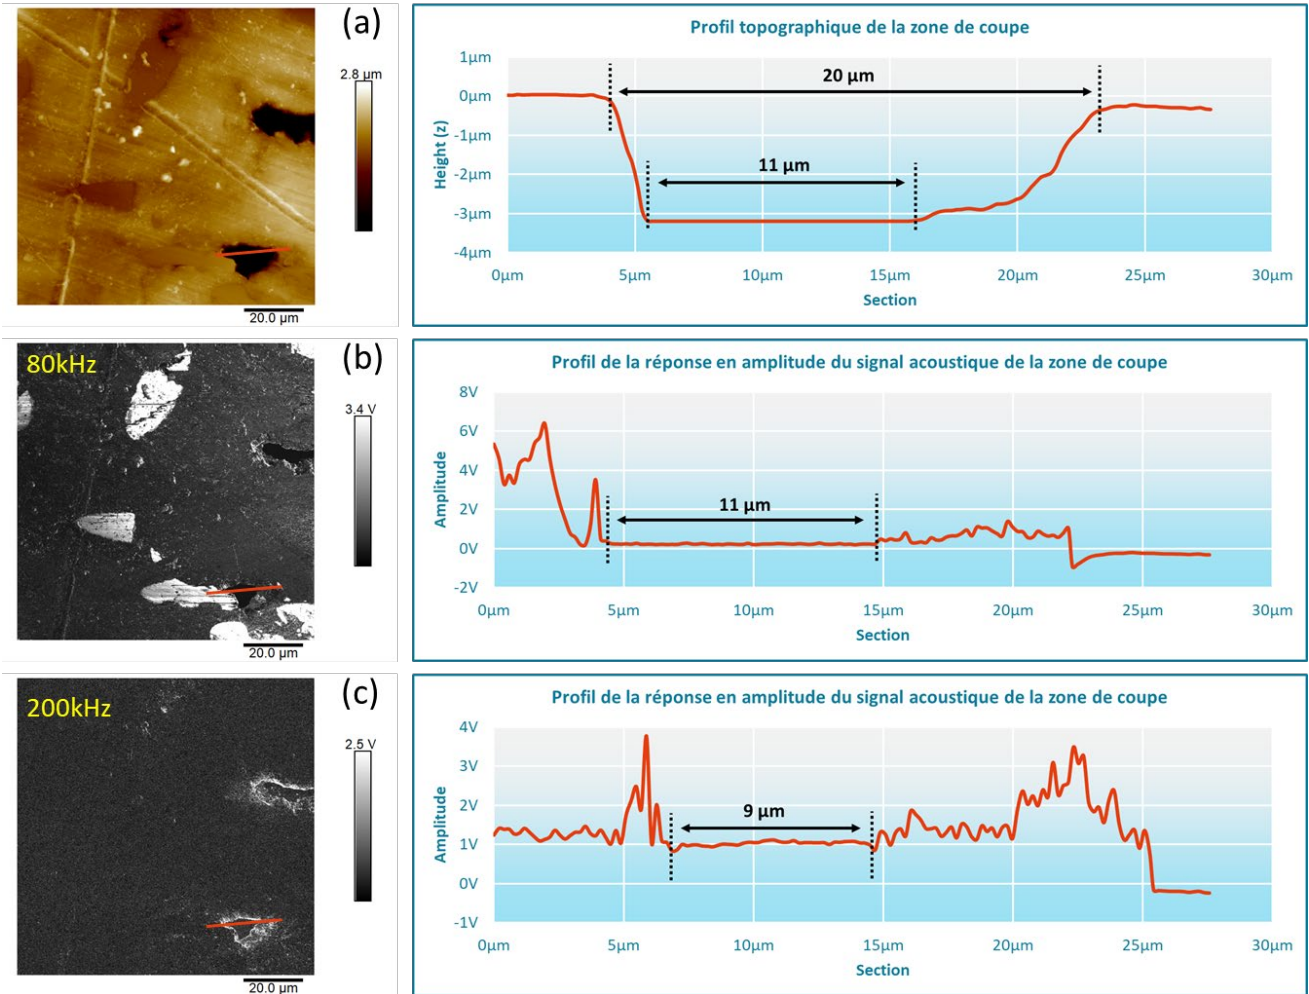 (a)
2.8 µm
20.0 µm
Profil topographique de la zone de coupe
1µm
0µm
-1µm
-2µm
-3µm
-4µm
Height (z)
20 µm
11 µm
0µm 5µm 10µm 15µm 20µm 25µm 30µm
Section
80kHz
(b)
3.4 V
20.0 µm
Profil de la réponse en amplitude du signal acoustique de la zone de coupe
8V
6V
4V
2V
0V
-2V
Amplitude
11 µm
0µm 5µm 10µm 15µm 20µm 25µm 30µm
Section
200kHz
(c)
2.5 V
20.0 µm
Profil de la réponse en amplitude du signal acoustique de la zone de coupe
4V
3V
2V
1V
0V
-1V
Amplitude
9 µm
0µm 5µm 10µm 15µm 20µm 25µm 30µm
Section